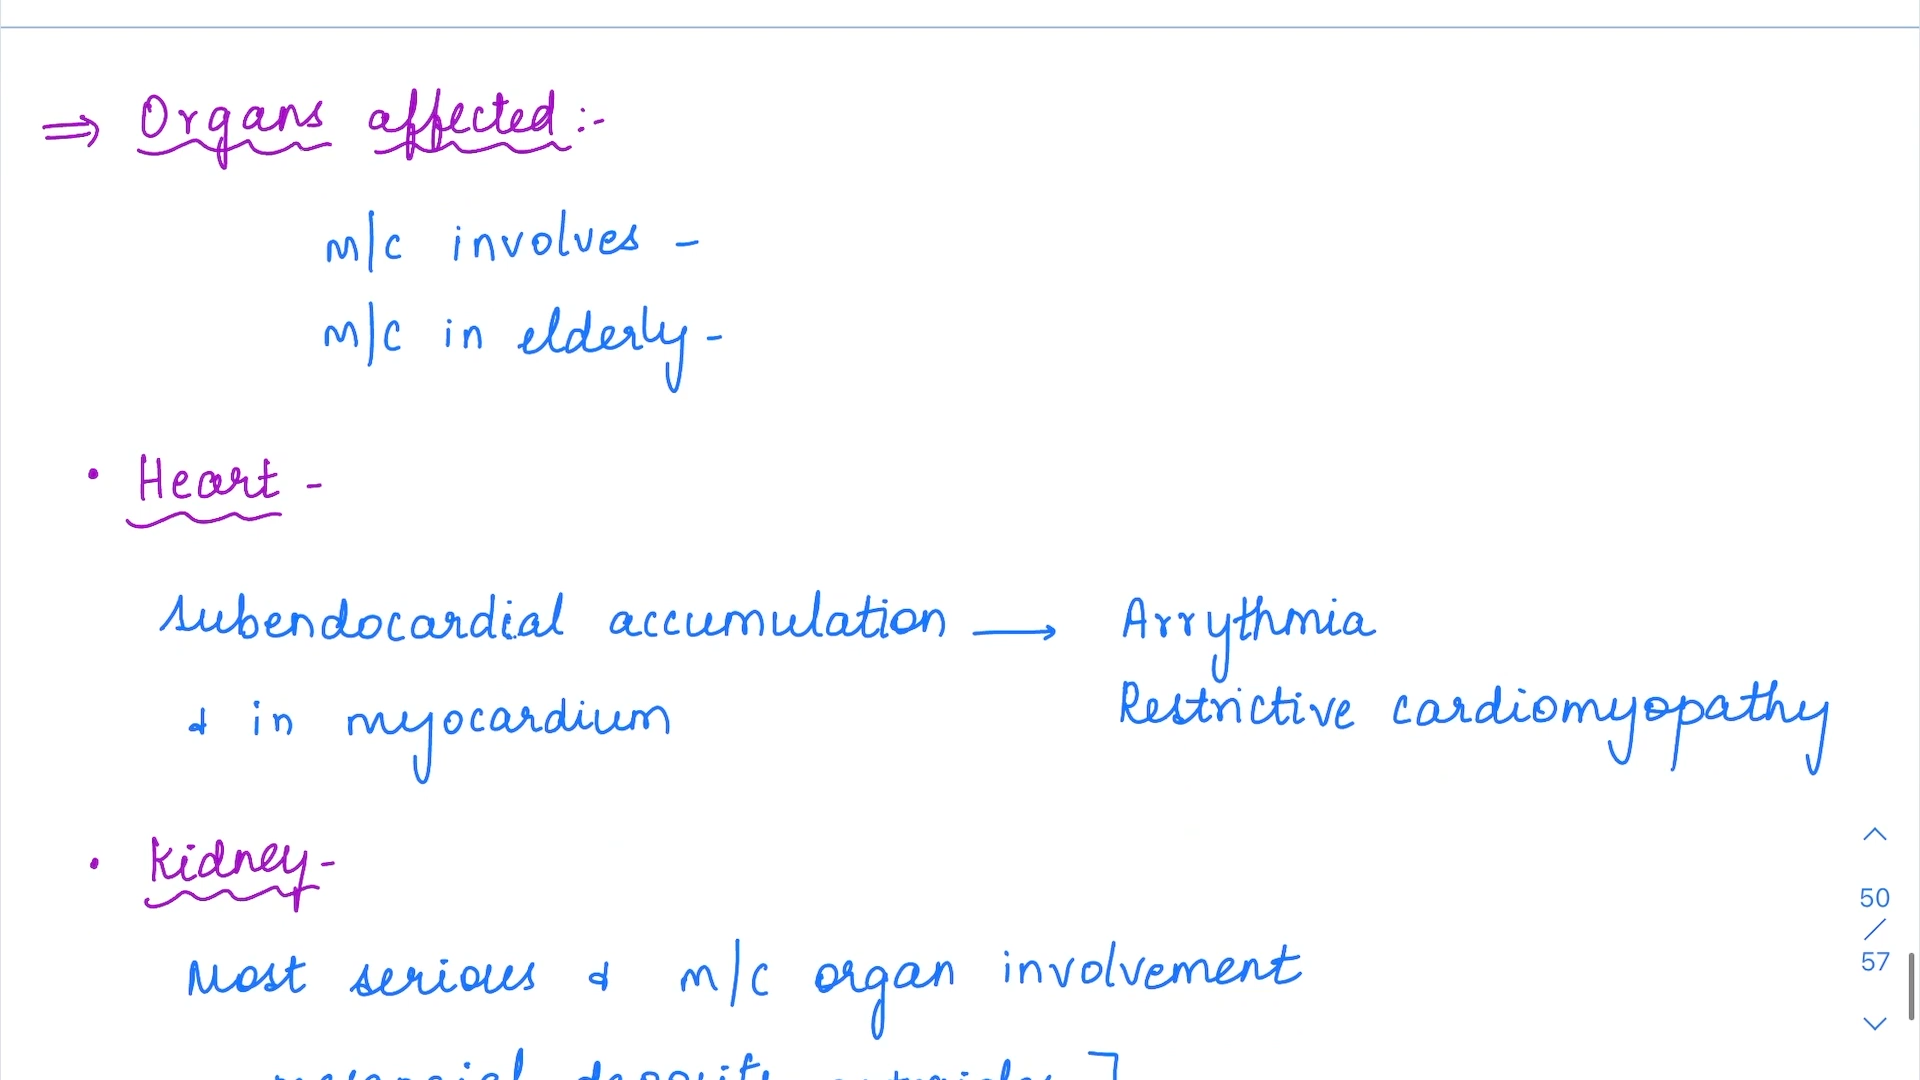 ⇒ Organs affected :-
m/c involves -
m/c in elderly -
• Heart -
subendocardial accumulation → Arrythmia
& in myocardium Restrictive cardiomyopathy
• Kidney -
Most serious & m/c organ involvement
50
/
57